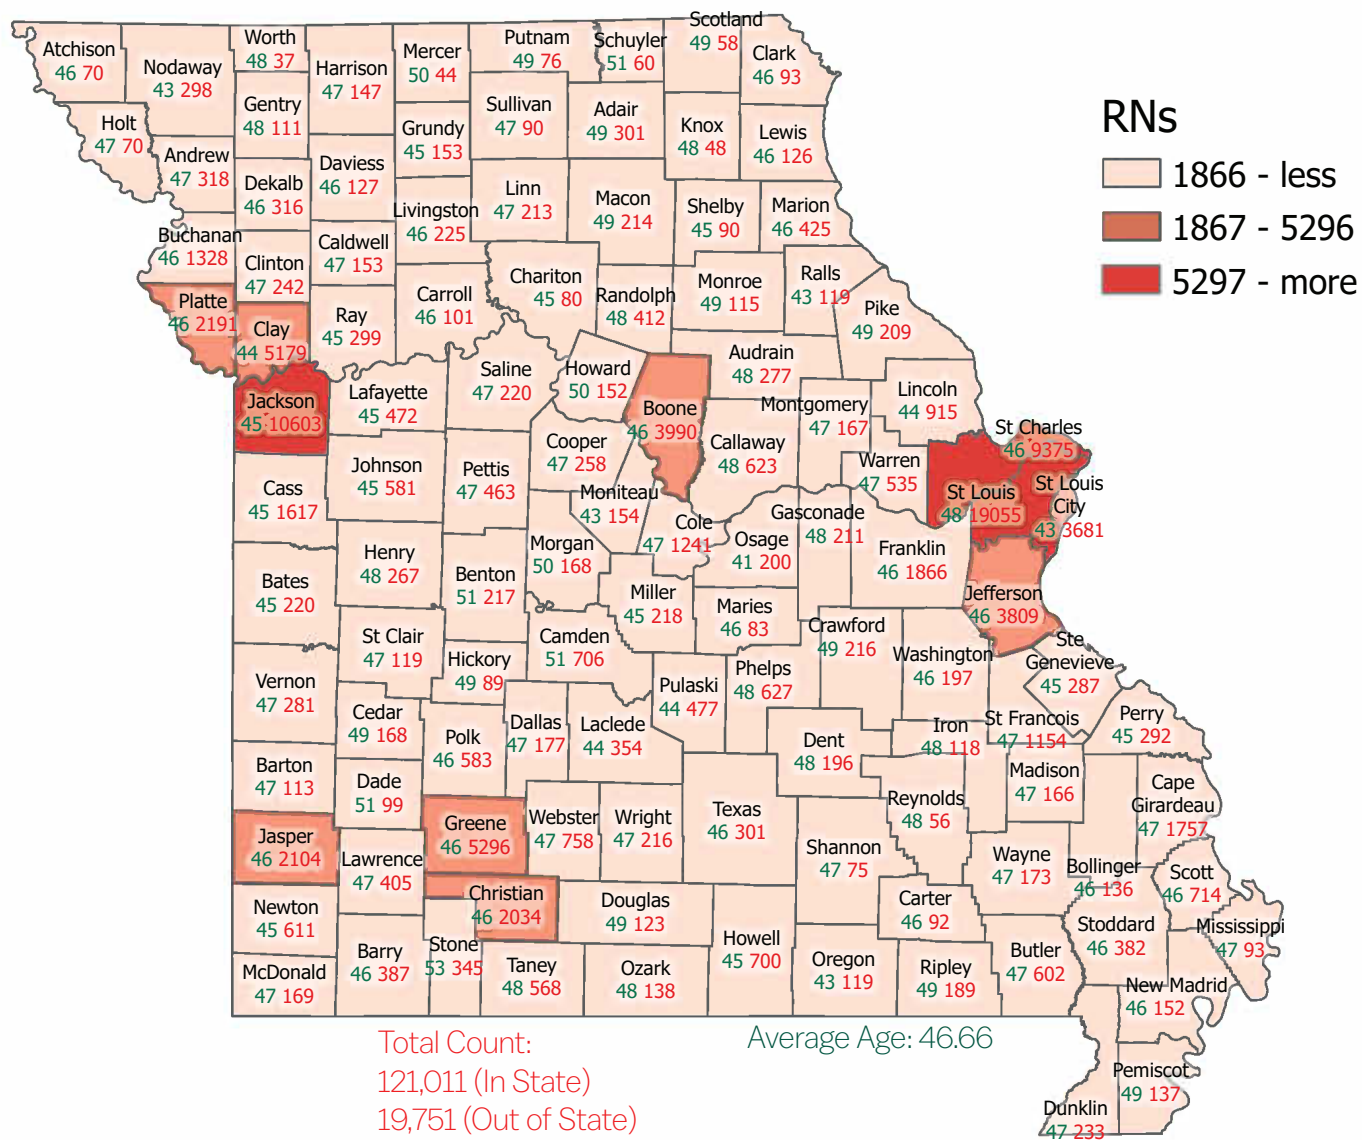 Scotland
49 58
Worth
48 37
Putnam
49 76
Schuyler
51 60
Atchison
46 70
Nodaway
43 298
Harrison
47 147
Mercer
50 44
Clark
46 93
Gentry
48 111
Sullivan
47 90
Adair
49 301
Holt
47 70
Grundy
45 153
Knox
48 48
Lewis
46 126
Andrew
47 318
Dekalb
46 316
Daviess
46 127
Linn
47 213
Macon
49 214
Shelby
45 90
Marion
46 425
Livingston
46 225
Buchanan
46 1328
Clinton
47 242
Caldwell
47 153
Chariton
45 80
Randolph
48 412
Monroe
49 115
Ralls
43 119
Platte
46 2191
Clay
44 5179
Ray
45 299
Carroll
46 101
Pike
49 209
Audrain
48 277
Saline
47 220
Howard
50 152
Jackson
45 10603
Lafayette
45 472
Boone
46 3990
Montgomery
47 167
Lincoln
44 915
Cooper
47 258
Callaway
48 623
St Charles
46 9375
Warren
47 535
Johnson
45 581
Pettis
47 463
Cass
45 1617
Moniteau
43 154
St Louis
48 19055
St Louis
City
43 3681
Cole
47 1241
Gasconade
48 211
Osage
41 200
Franklin
46 1866
Henry
48 267
Morgan
50 168
Benton
51 217
Bates
45 220
Miller
45 218
Maries
46 83
Jefferson
46 3809
St Clair
47 119
Camden
51 706
Crawford
49 216
Washington
46 197
Ste
Genevieve
45 287
Hickory
49 89
Vernon
47 281
Pulaski
44 477
Phelps
48 627
Cedar
49 168
Polk
46 583
Dallas
47 177
Laclede
44 354
Dent
48 196
Iron
48 118
St Francois
47 1154
Perry
45 292
Barton
47 113
Dade
51 99
Madison
47 166
Cape
Girardeau
47 1757
Jasper
46 2104
Greene
46 5296
Webster
47 758
Wright
47 216
Texas
46 301
Reynolds
48 56
Lawrence
47 405
Shannon
47 75
Wayne
47 173
Bollinger
46 136
Scott
46 714
Newton
45 611
Christian
46 2034
Douglas
49 123
Carter
46 92
Stoddard
46 382
Mississippi
47 93
Barry
46 387
Stone
53 345
Howell
45 700
Butler
47 602
McDonald
47 169
Taney
48 568
Ozark
48 138
Oregon
43 119
Ripley
49 189
New Madrid
46 152
Pemiscot
49 137
Dunklin
47 233
RNs
1866 - less
1867 - 5296
5297 - more
Total Count:
121,011 (In State)
19,751 (Out of State)
Average Age: 46.66